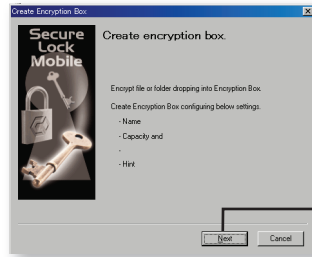 Create Encryption Box
Secure
Lock
Mobile
Create encryption box.
Encrypt file or folder dropping into Encryption Box.
Create Encryption Box configuring below settings.
- Name
- Capacity and
-
- Hint
Next
Cancel